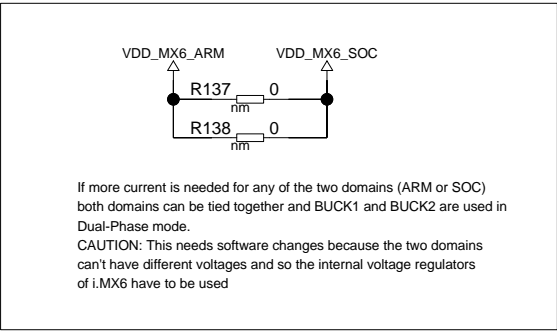 VDD_MX6_ARM VDD_MX6_SOC
R137 0
nm
R138 0
nm
If more current is needed for any of the two domains (ARM or SOC)
both domains can be tied together and BUCK1 and BUCK2 are used in
Dual-Phase mode.
CAUTION: This needs software changes because the two domains
can't have different voltages and so the internal voltage regulators
of i.MX6 have to be used